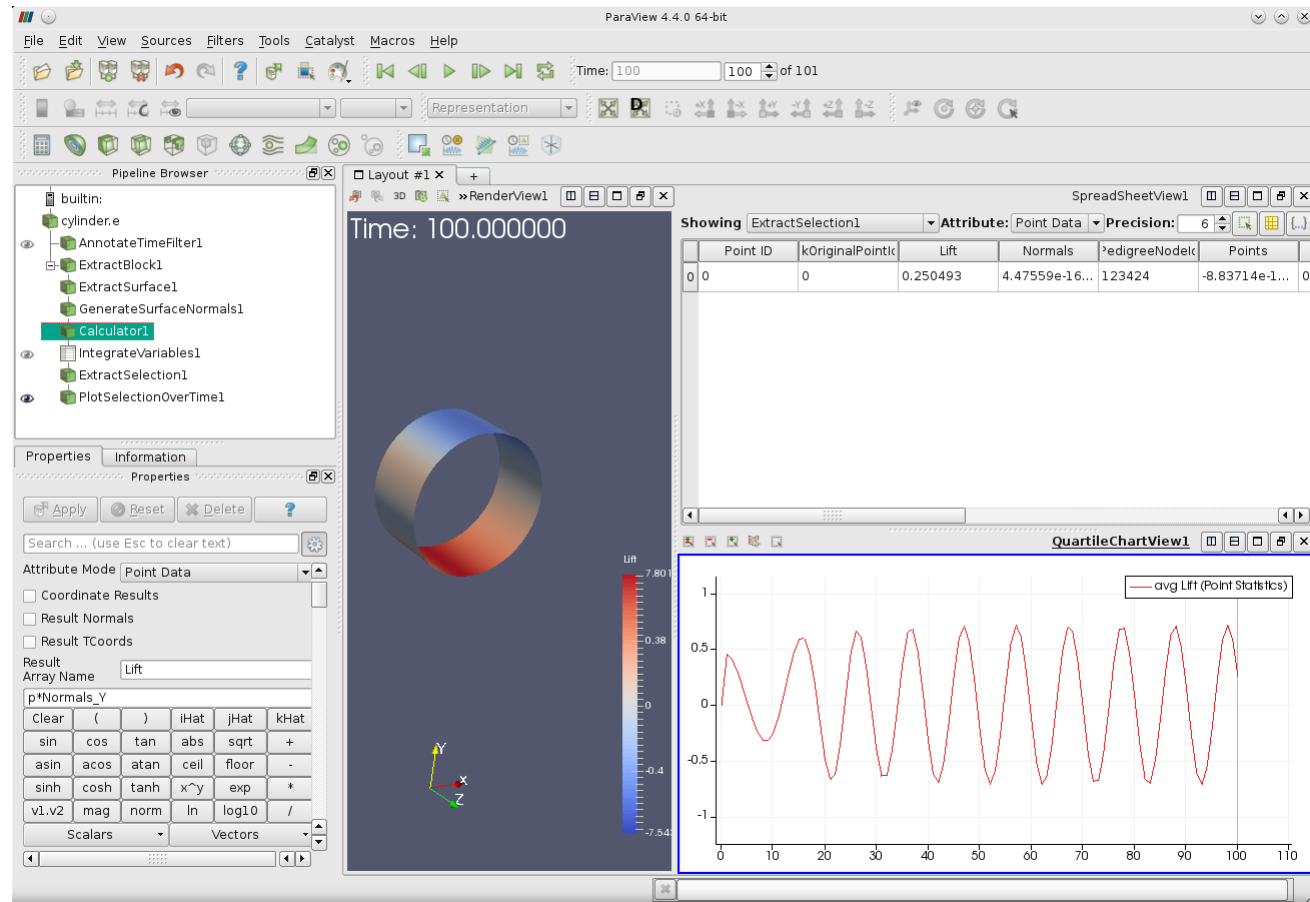 ParaView 4.4.0 64-bit
File Edit View Sources Filters Tools Catalyst Macros Help
Time: 100 100 of 101
Representation
Pipeline Browser
builtin:
cylinder.e
AnnotateTimeFilter1
ExtractBlock1
ExtractSurface1
GenerateSurfaceNormals1
Calculator1
IntegrateVariables1
ExtractSelection1
PlotSelectionOverTime1
Properties Information
Properties
Apply Reset Delete ?
Search ... (use Esc to clear text)
Attribute Mode Point Data
Coordinate Results
Result Normals
Result TCoords
Result
Array Name Lift
p*Normals_Y
Clear ( ) iHat jHat kHat
sin cos tan abs sqrt +
asin acos atan ceil floor -
sinh cosh tanh x^y exp *
v1.v2 mag norm ln log10 /
Scalars Vectors
Layout #1 +
3D RenderView1
Time: 100.000000
Lift
7.801
0.38
0
-0.4
-7.54
Y
X
Z
SpreadSheetView1
Showing ExtractSelection1 Attribute: Point Data Precision: 6 {...}
Point ID kOriginalPointIc Lift Normals PedigreeNodeIc Points
0 0 0 0.250493 4.47559e-16... 123424 -8.83714e-1... 0
QuartileChartView1
avg Lift (Point Statistics)
1
0.5
0
-0.5
-1
0 10 20 30 40 50 60 70 80 90 100 110